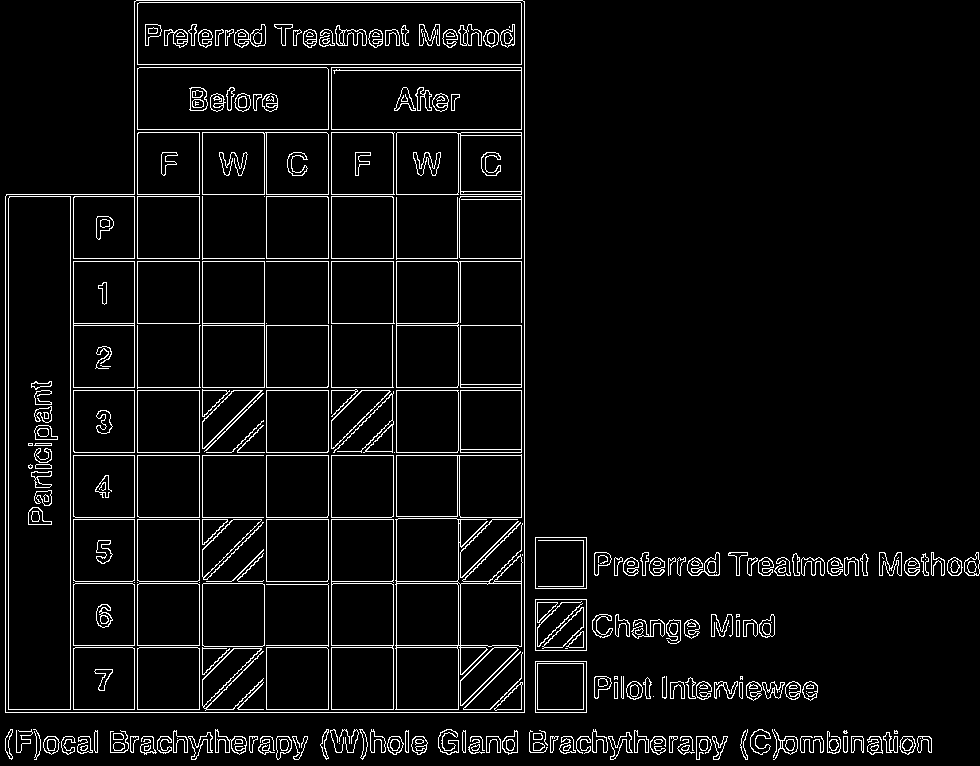 Preferred Treatment Method
Before After
F W C F W C
P
1
2
3
4
5
6
7
Participant
Preferred Treatment Method
Change Mind
Pilot Interviewee
(F)ocal Brachytherapy (W)hole Gland Brachytherapy (C)ombination